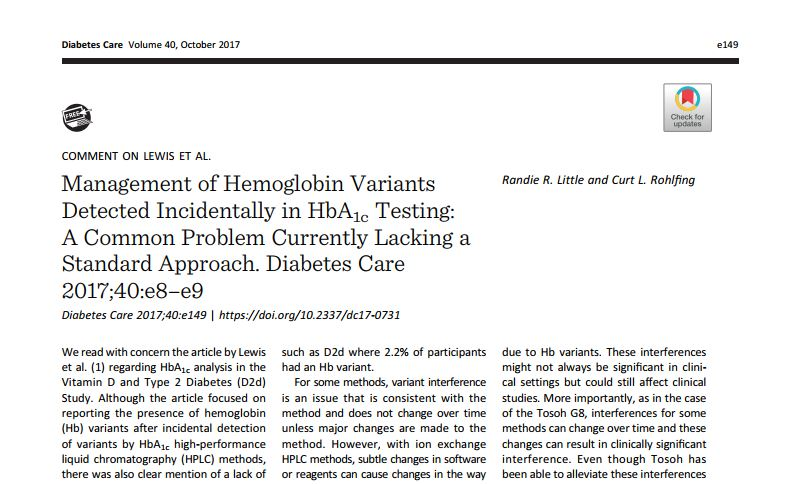 Diabetes Care Volume 40, October 2017
e149
FREE
Check for
updates
COMMENT ON LEWIS ET AL.
Management of Hemoglobin Variants
Detected Incidentally in HbA1c Testing:
A Common Problem Currently Lacking a
Standard Approach. Diabetes Care
2017;40:e8–e9
Diabetes Care 2017;40:e149 | https://doi.org/10.2337/dc17-0731
Randie R. Little and Curt L. Rohlfing
We read with concern the article by Lewis
et al. (1) regarding HbA1c analysis in the
Vitamin D and Type 2 Diabetes (D2d)
Study. Although the article focused on
reporting the presence of hemoglobin
(Hb) variants after incidental detection
of variants by HbA1c high-performance
liquid chromatography (HPLC) methods,
there was also clear mention of a lack of
such as D2d where 2.2% of participants
had an Hb variant.
For some methods, variant interference
is an issue that is consistent with the
method and does not change over time
unless major changes are made to the
method. However, with ion exchange
HPLC methods, subtle changes in software
or reagents can cause changes in the way
due to Hb variants. These interferences
might not always be significant in clini-
cal settings but could still affect clinical
studies. More importantly, as in the case
of the Tosoh G8, interferences for some
methods can change over time and these
changes can result in clinically significant
interference. Even though Tosoh has
been able to alleviate these interferences